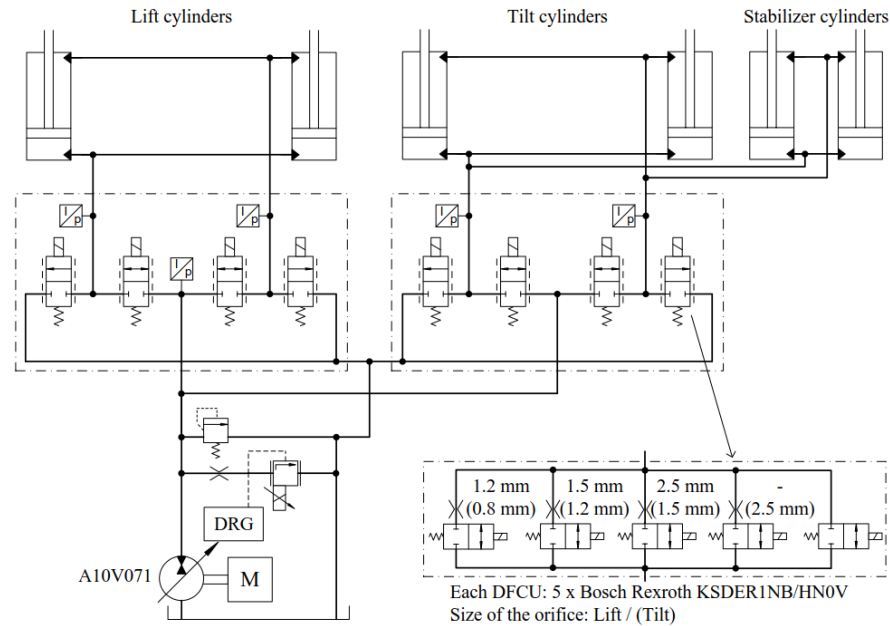 Lift cylinders
Tilt cylinders
Stabilizer cylinders
I
p
I
p
I
p
I
p
I
p
DRG
A10V071
M
1.2 mm
(0.8 mm)
1.5 mm
(1.2 mm)
2.5 mm
(1.5 mm)
-
(2.5 mm)
Each DFCU: 5 x Bosch Rexroth KSDER1NB/HN0V
Size of the orifice: Lift / (Tilt)